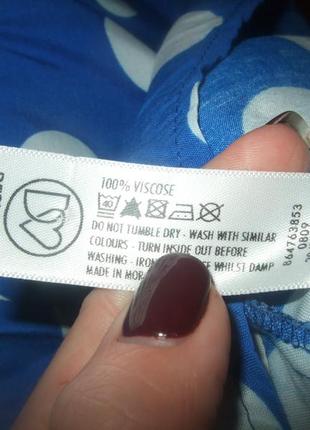 100% VISCOSE
40
DO NOT TUMBLE DRY - WASH WITH SIMILAR
COLOURS - TURN INSIDE OUT BEFORE
WASHING - IRON WHILST DAMP
MADE IN MOR
864763853
0809